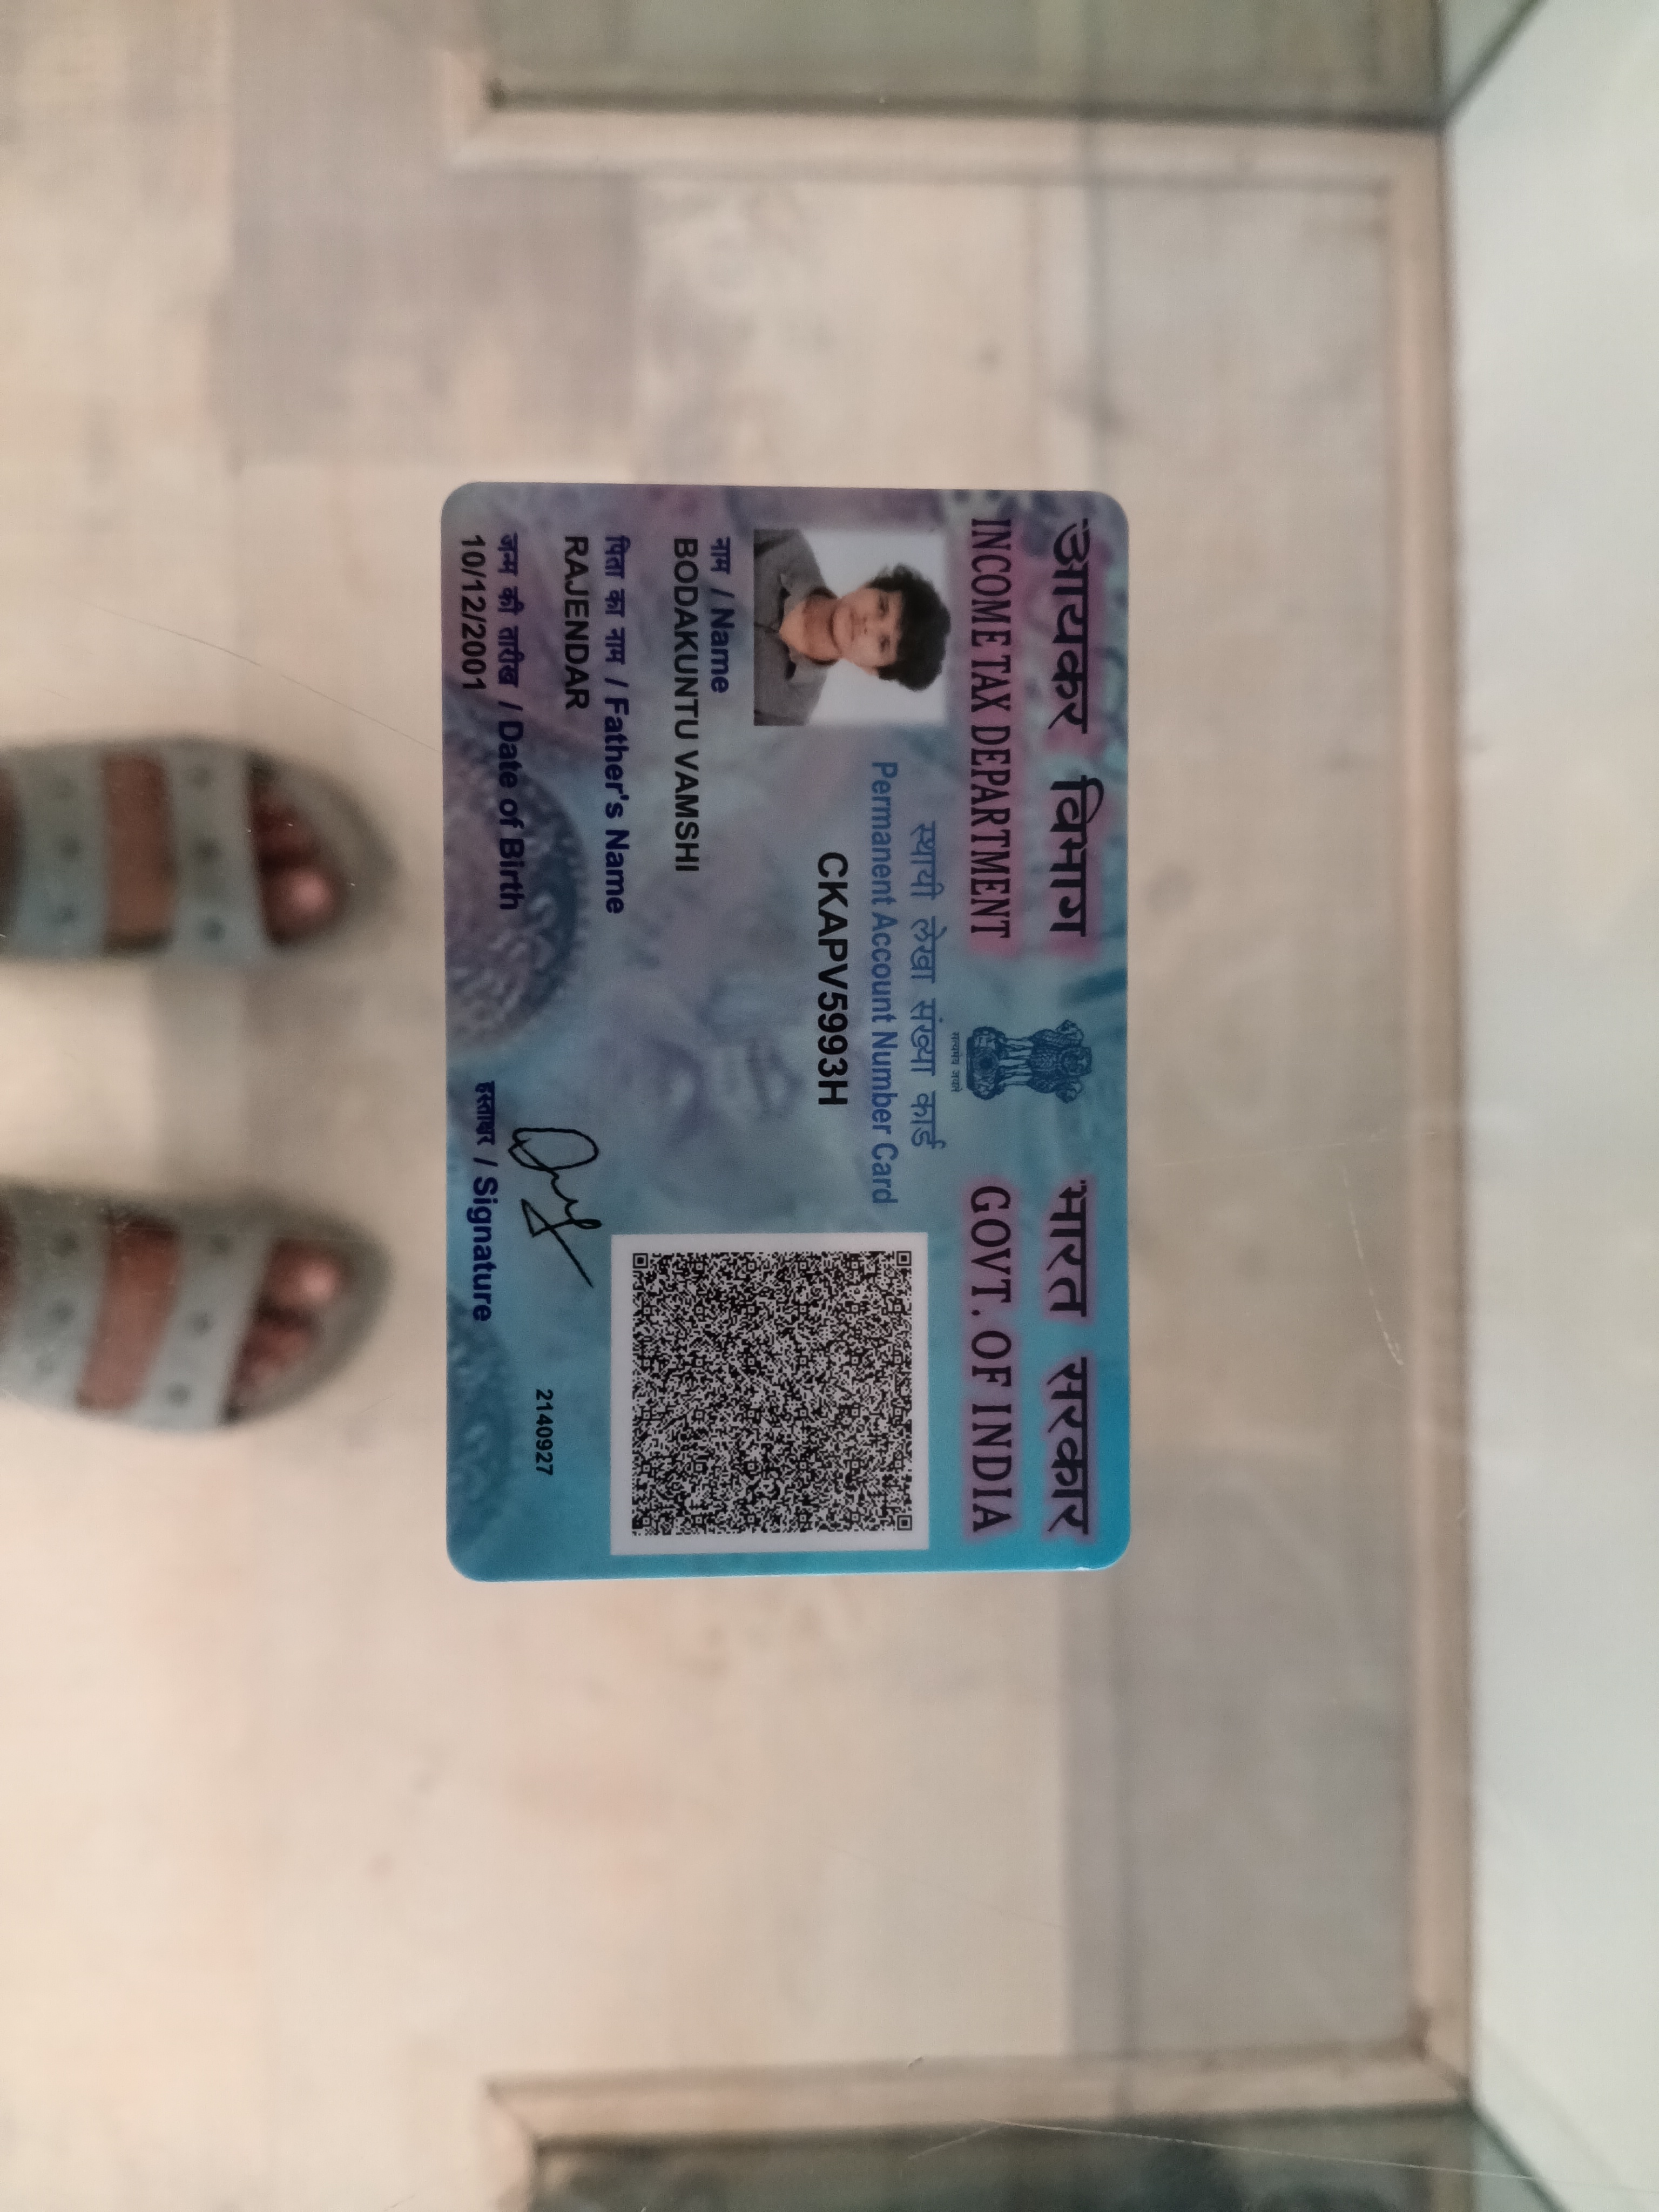 आयकर विभाग
INCOME TAX DEPARTMENT
सत्यमेव जयते
भारत सरकार
GOVT. OF INDIA
स्थायी लेखा संख्या कार्ड
Permanent Account Number Card
CKAPV5993H
नाम / Name
BODAKUNTU VAMSHI
पिता का नाम / Father's Name
RAJENDAR
जन्म की तारीख / Date of Birth
10/12/2001
हस्ताक्षर / Signature
2140927